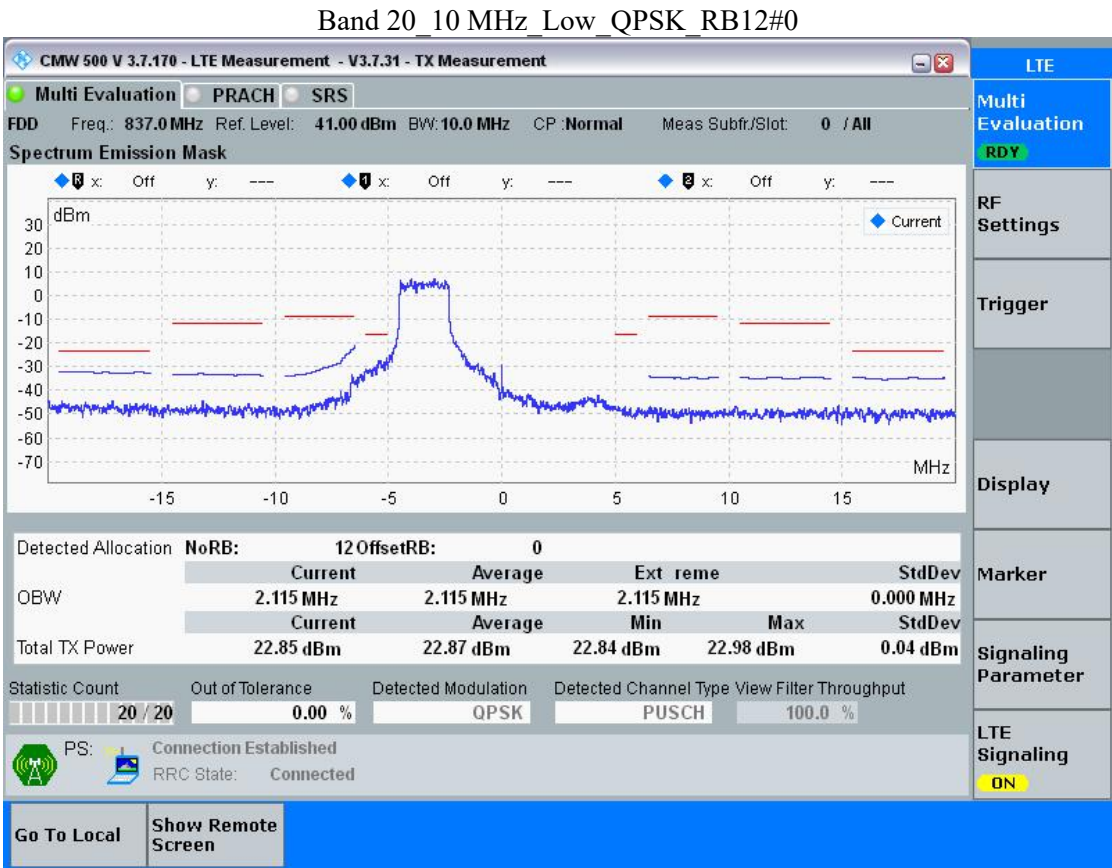 Band 20_10 MHz_Low_QPSK_RB12#0
CMW 500 V 3.7.170 - LTE Measurement - V3.7.31 - TX Measurement
LTE
Multi Evaluation PRACH SRS
Multi Evaluation
RDY
FDD Freq.: 837.0 MHz Ref. Level: 41.00 dBm BW: 10.0 MHz CP :Normal Meas Subfr./Slot: 0 / All
Spectrum Emission Mask
R x: Off y: --- 1 x: Off y: --- 2 x: Off y: ---
dBm
Current
30
20
10
0
-10
-20
-30
-40
-50
-60
-70
MHz
-15 -10 -5 0 5 10 15
RF Settings
Trigger
Display
Marker
Signaling Parameter
LTE Signaling
ON
Detected Allocation NoRB: 12 OffsetRB: 0
Current Average Ext reme StdDev
OBW 2.115 MHz 2.115 MHz 2.115 MHz 0.000 MHz
Current Average Min Max StdDev
Total TX Power 22.85 dBm 22.87 dBm 22.84 dBm 22.98 dBm 0.04 dBm
Statistic Count Out of Tolerance Detected Modulation Detected Channel Type View Filter Throughput
20 / 20 0.00 % QPSK PUSCH 100.0 %
PS: Connection Established
RRC State: Connected
Go To Local
Show Remote Screen